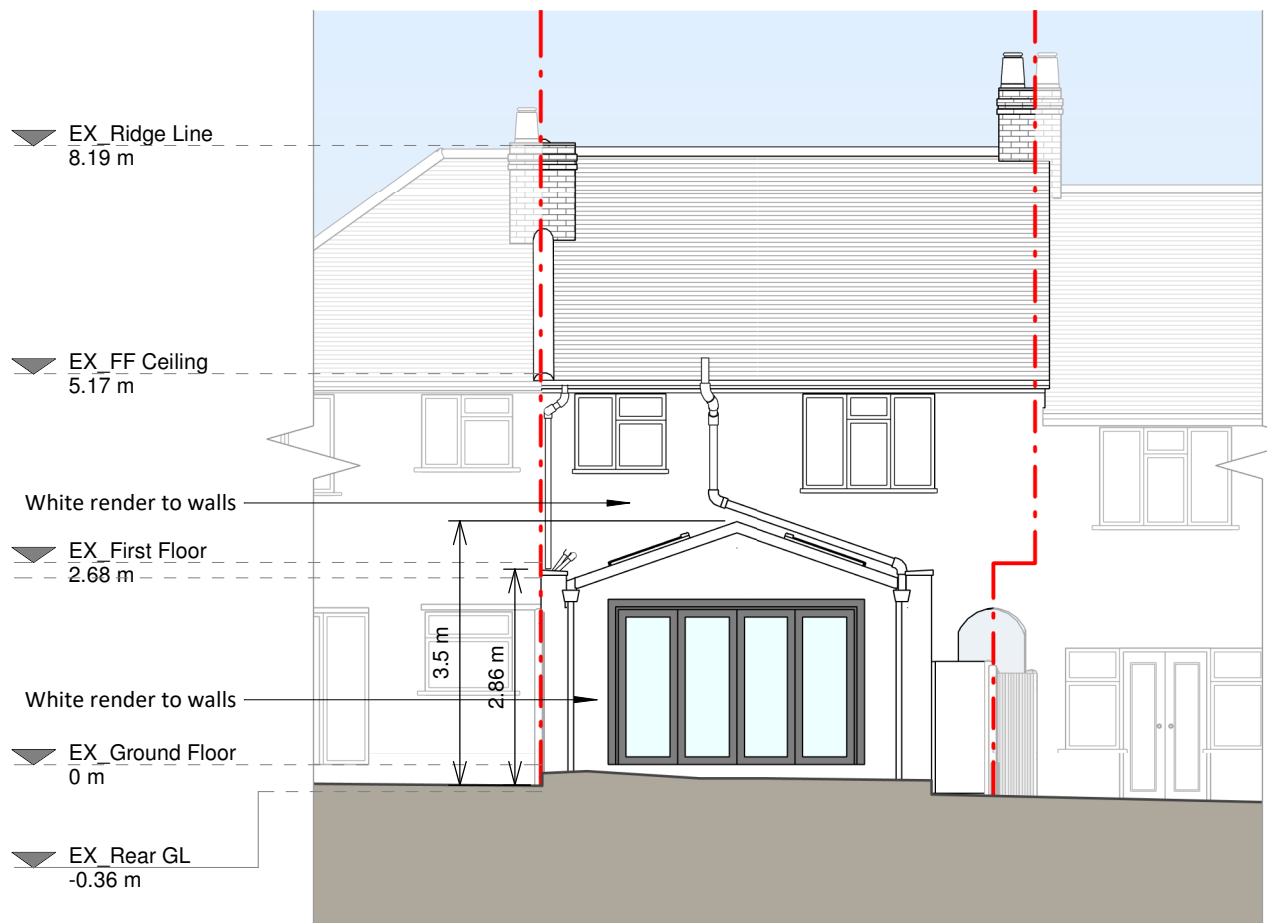 EX_Ridge Line
8.19 m
EX_FF Ceiling
5.17 m
White render to walls
EX_First Floor
2.68 m
3.5 m
2.86 m
White render to walls
EX_Ground Floor
0 m
EX_Rear GL
-0.36 m